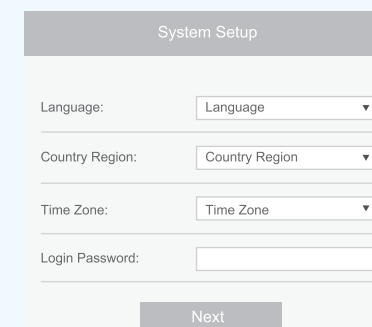 System Setup
Language: Language
Country Region: Country Region
Time Zone: Time Zone
Login Password:
Next